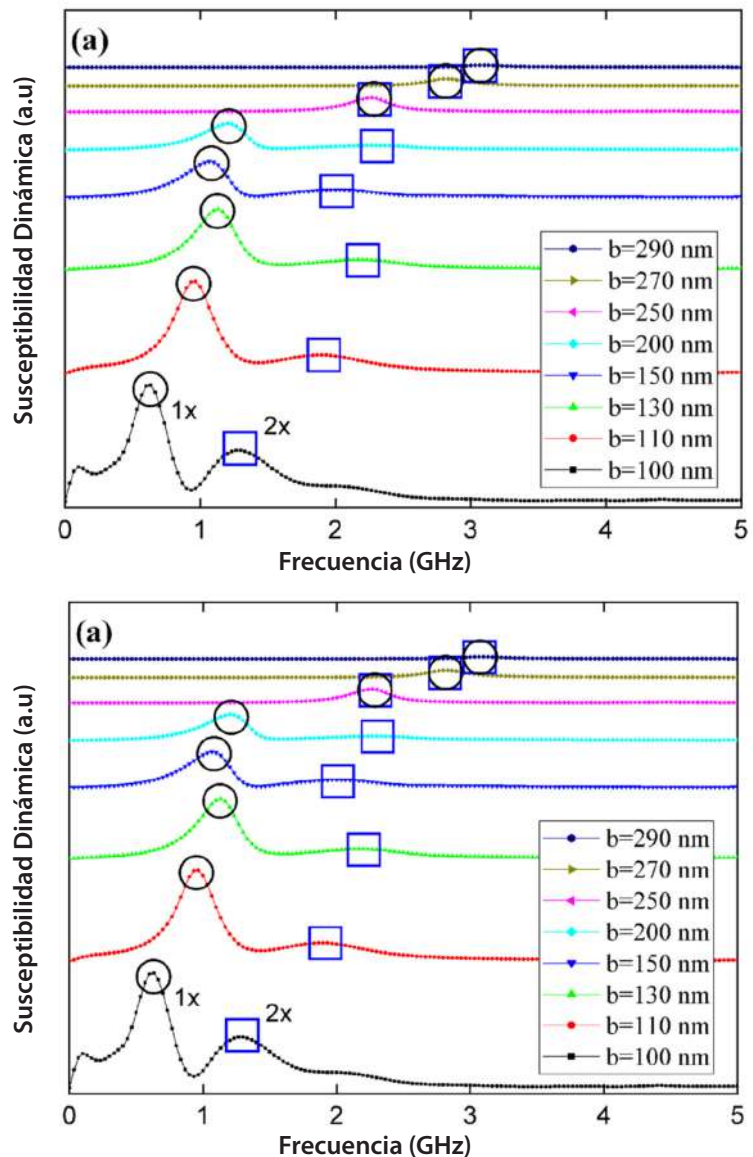 (a)
Susceptibilidad Dinámica (a.u)
1x
2x
b=290 nm
b=270 nm
b=250 nm
b=200 nm
b=150 nm
b=130 nm
b=110 nm
b=100 nm
0 1 2 3 4 5
Frecuencia (GHz)
(a)
Susceptibilidad Dinámica (a.u)
1x
2x
b=290 nm
b=270 nm
b=250 nm
b=200 nm
b=150 nm
b=130 nm
b=110 nm
b=100 nm
0 1 2 3 4 5
Frecuencia (GHz)